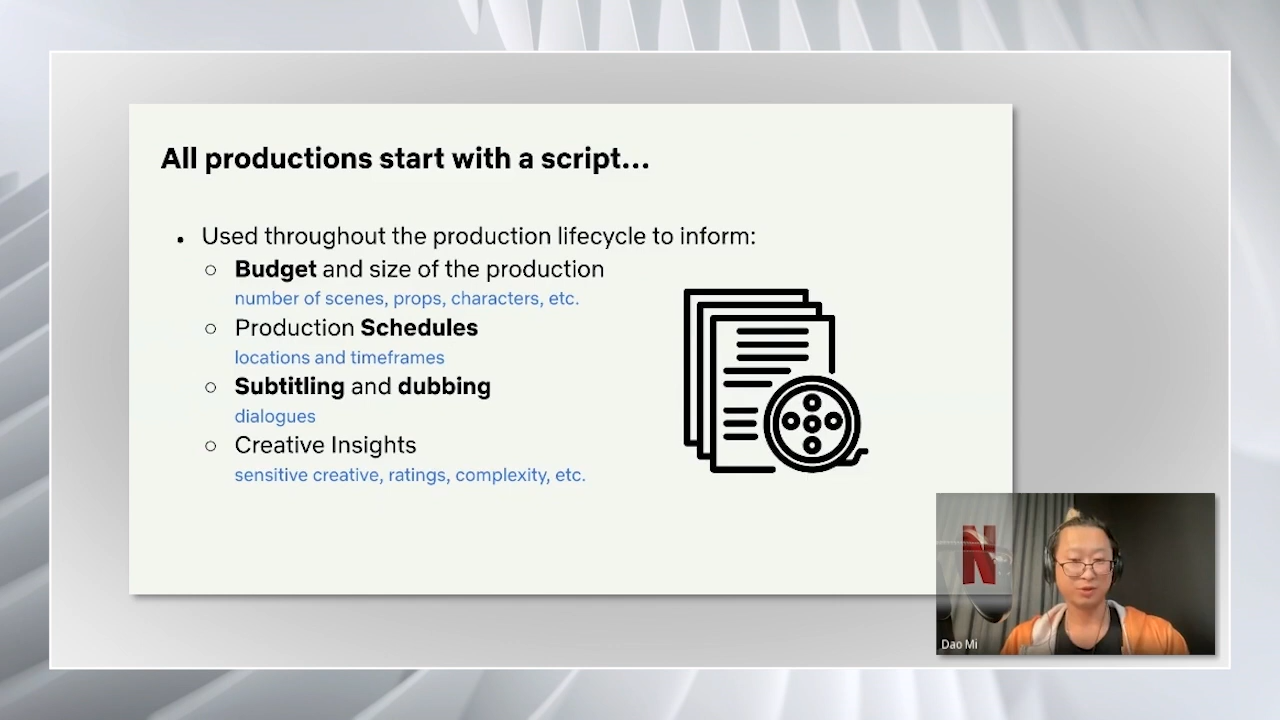 All productions start with a script...
• Used throughout the production lifecycle to inform:
○ Budget and size of the production
number of scenes, props, characters, etc.
○ Production Schedules
locations and timeframes
○ Subtitling and dubbing
dialogues
○ Creative Insights
sensitive creative, ratings, complexity, etc.
N
Dao Mi